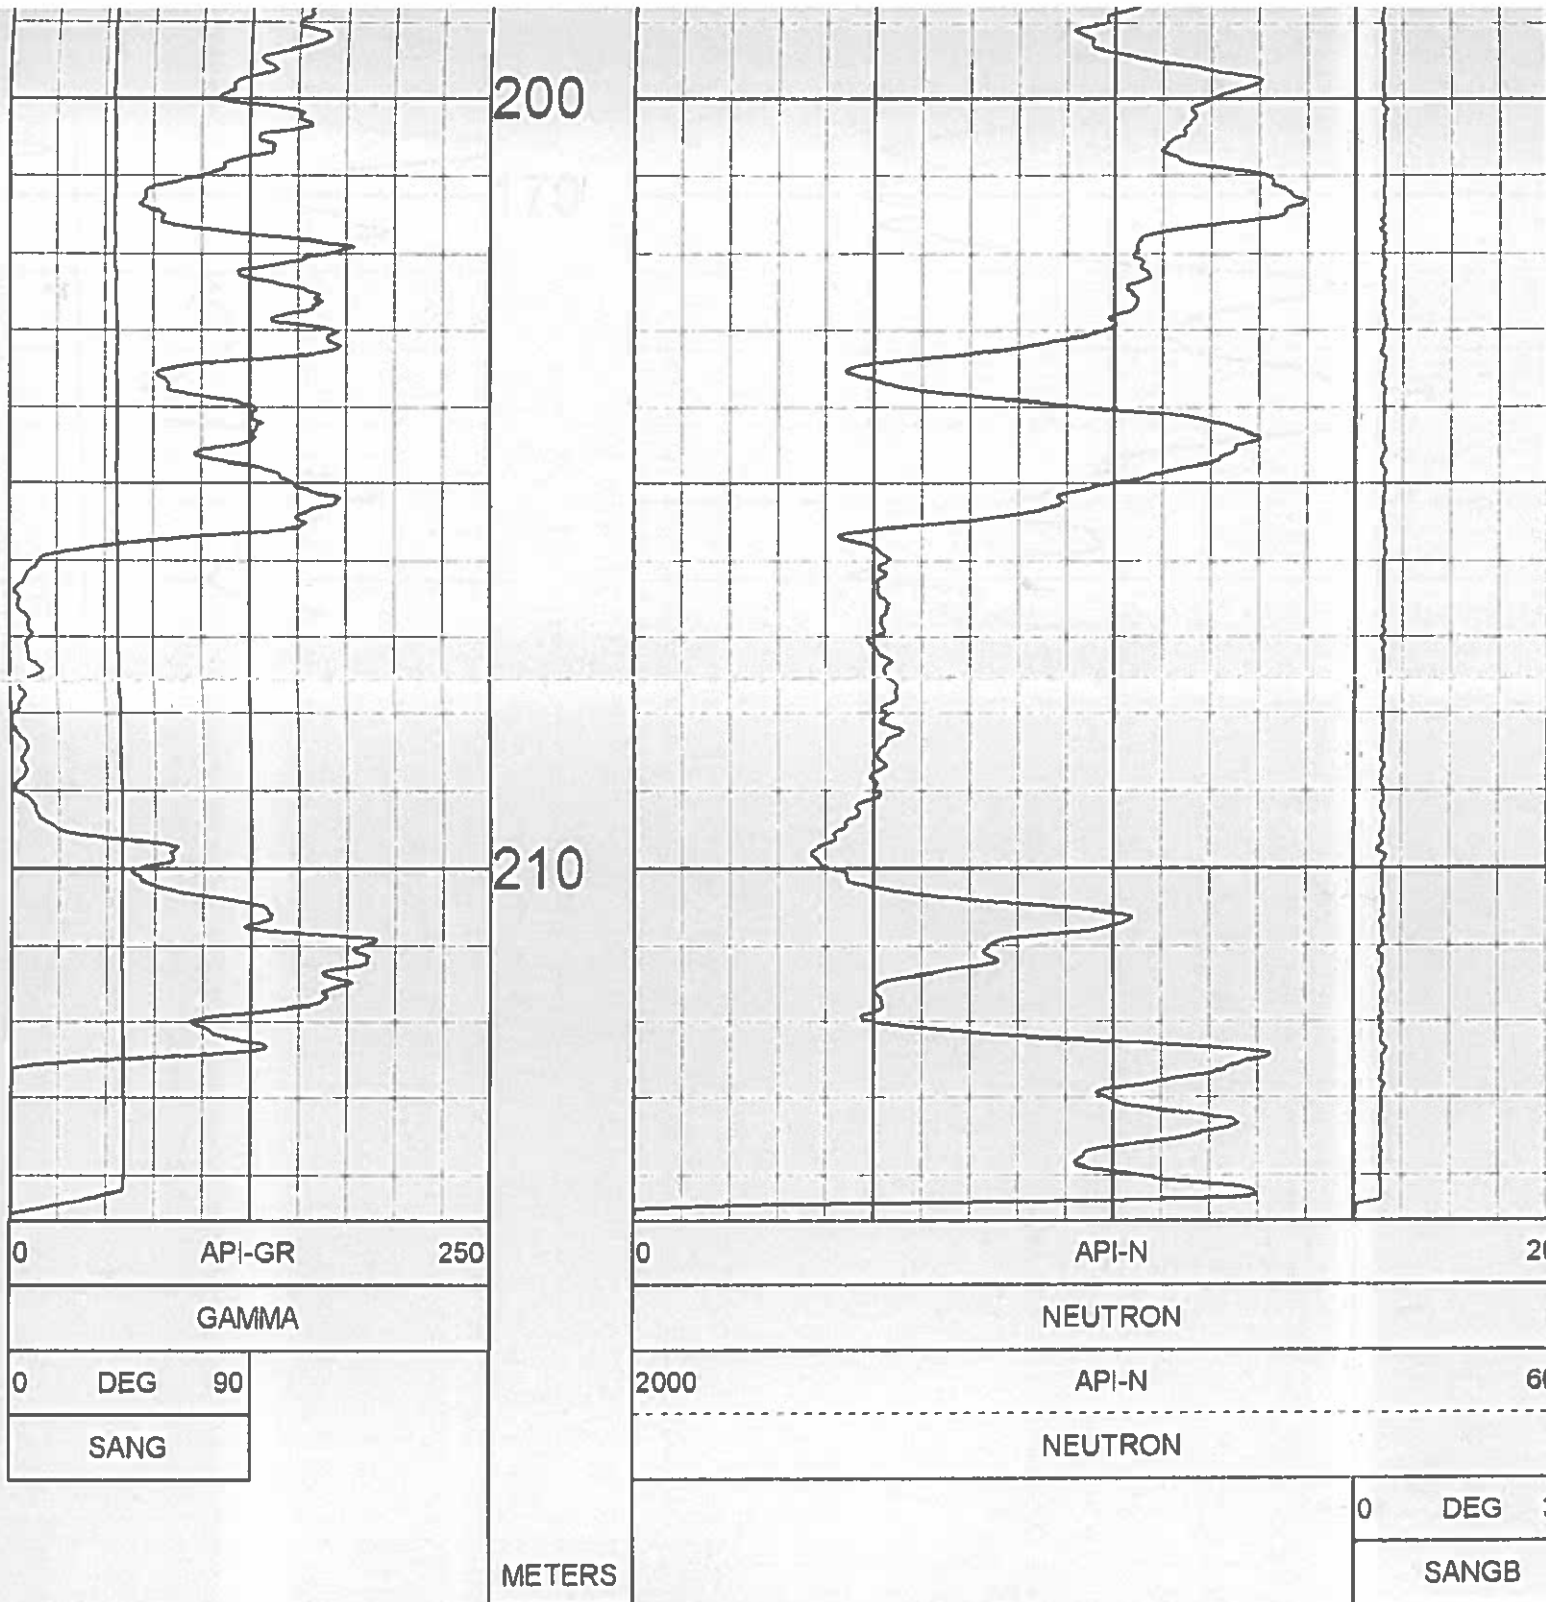 200
210
0 API-GR 250 0 API-N
GAMMA NEUTRON
0 DEG 90 2000 API-N
SANG NEUTRON
0 DEG
METERS SANGB